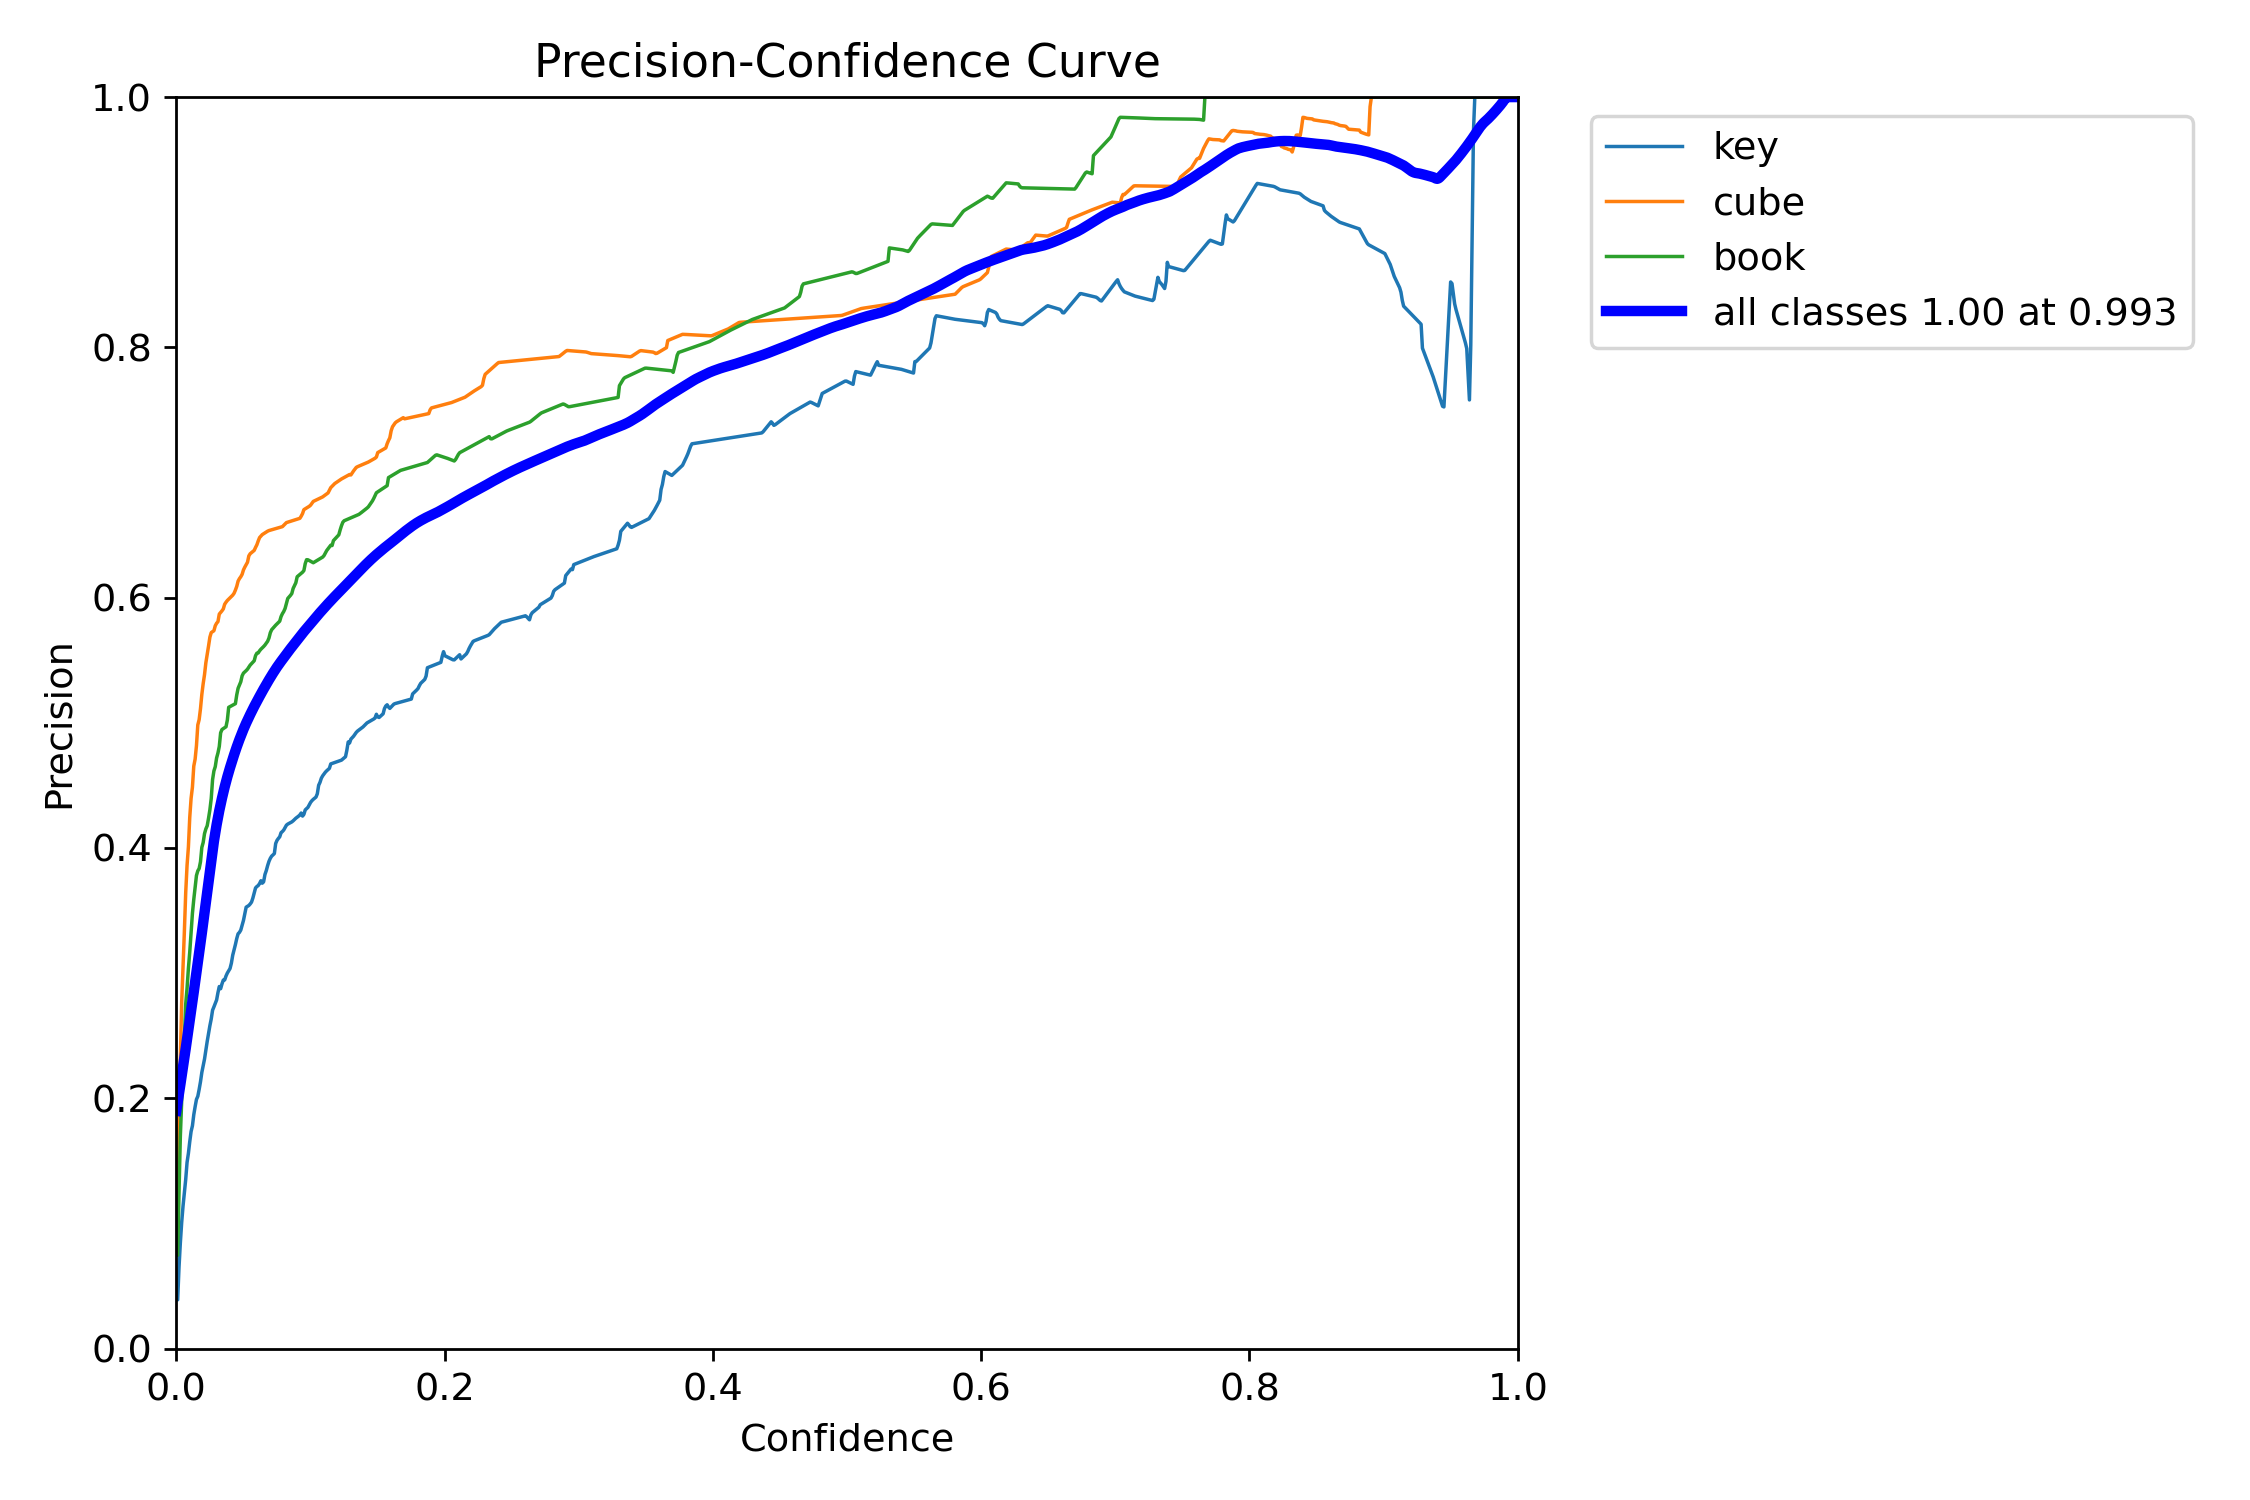 Precision-Confidence Curve
1.0
0.8
0.6
0.4
0.2
0.0
Precision
0.0 0.2 0.4 0.6 0.8 1.0
Confidence
key
cube
book
all classes 1.00 at 0.993